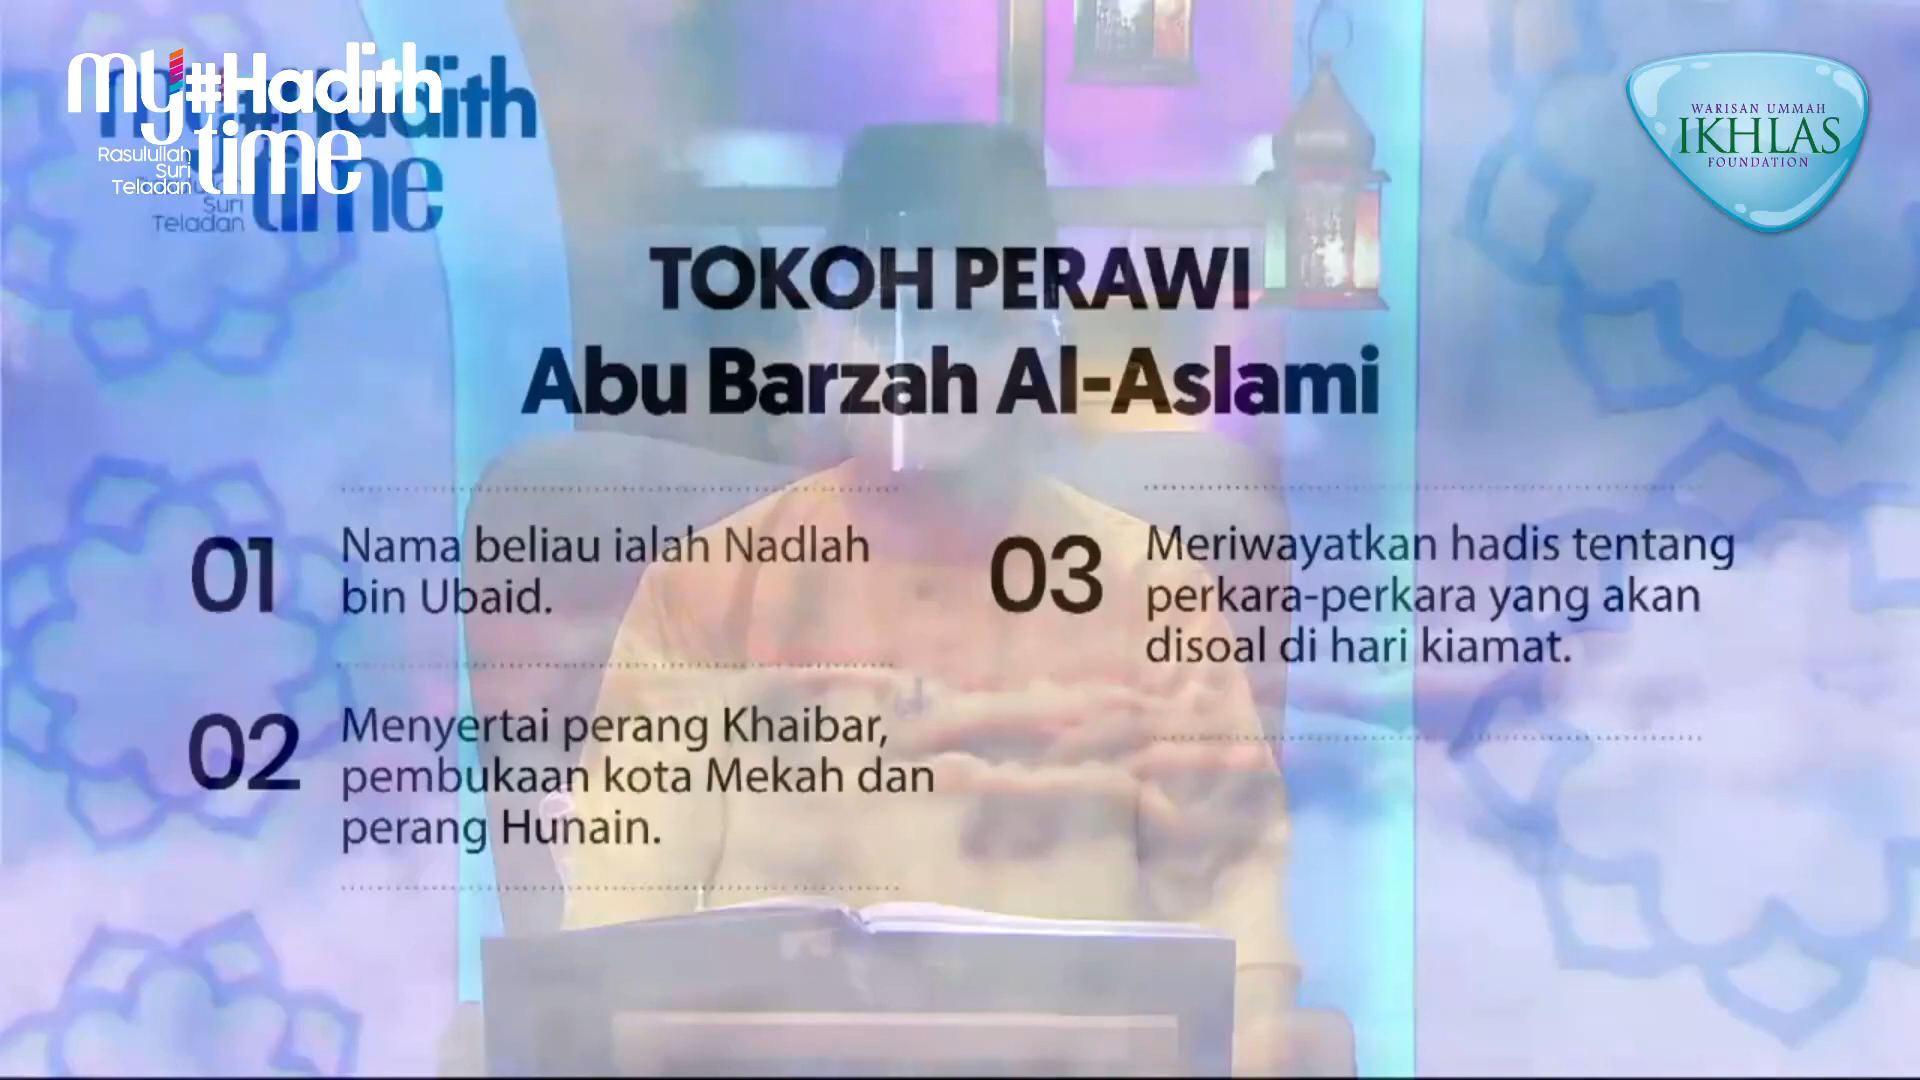 my#Hadith
time
Rasulullah
Suri
Teladan
WARISAN UMMAH
IKHLAS
FOUNDATION
TOKOH PERAWI
Abu Barzah Al-Aslami
01
Nama beliau ialah Nadlah
bin Ubaid.
02
Menyertai perang Khaibar,
pembukaan kota Mekah dan
perang Hunain.
03
Meriwayatkan hadis tentang
perkara-perkara yang akan
disoal di hari kiamat.